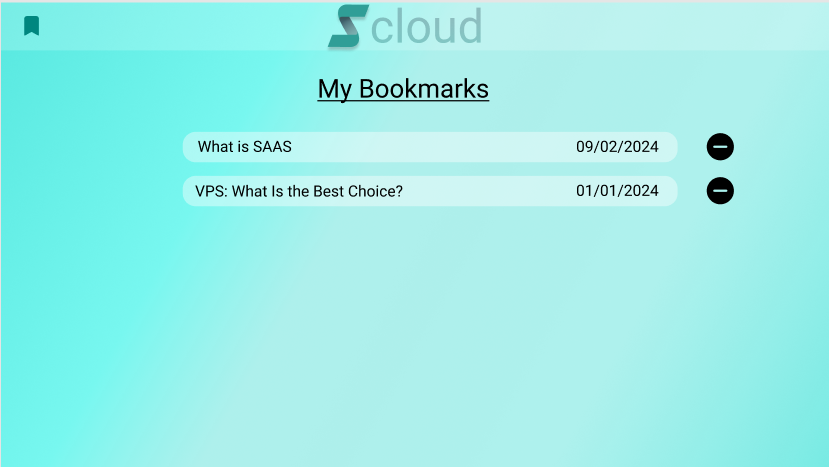 Scloud
My Bookmarks
What is SAAS 09/02/2024
VPS: What Is the Best Choice? 01/01/2024